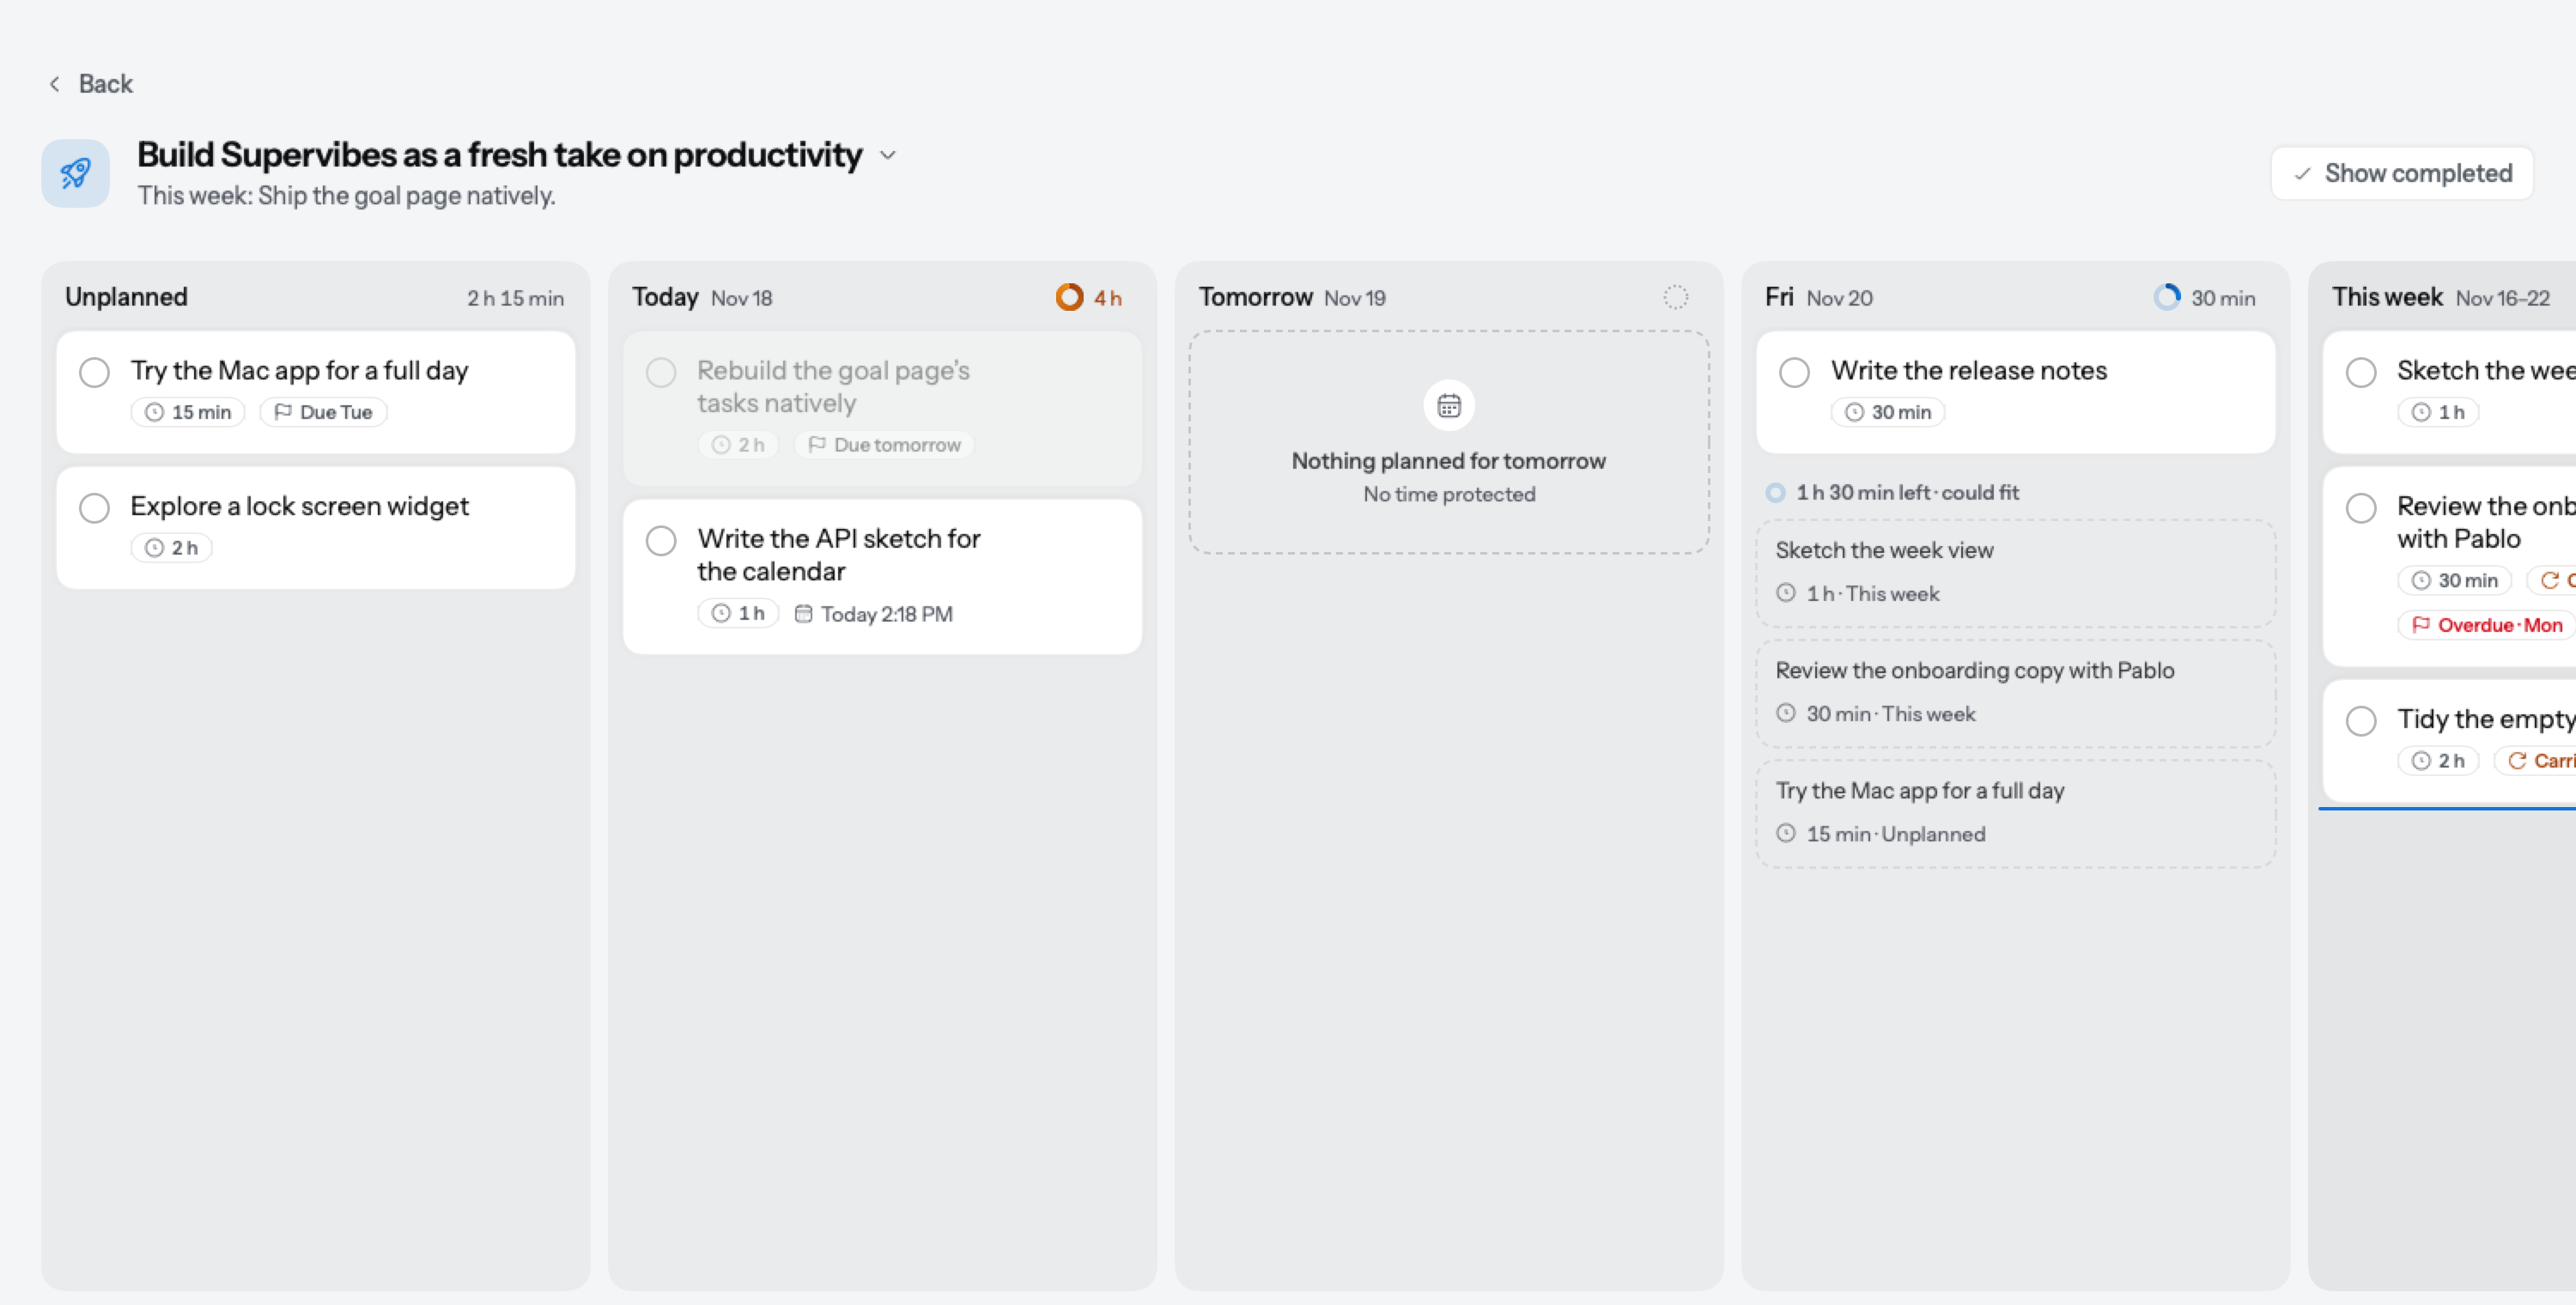 Back
Build Supervibes as a fresh take on productivity
This week: Ship the goal page natively.
Show completed
Unplanned
2 h 15 min
Try the Mac app for a full day
15 min
Due Tue
Explore a lock screen widget
2 h
Today Nov 18
4 h
Rebuild the goal page's
tasks natively
2 h
Due tomorrow
Write the API sketch for
the calendar
1 h
Today 2:18 PM
Tomorrow Nov 19
Nothing planned for tomorrow
No time protected
Fri Nov 20
30 min
Write the release notes
30 min
1 h 30 min left · could fit
Sketch the week view
1 h · This week
Review the onboarding copy with Pablo
30 min · This week
Try the Mac app for a full day
15 min · Unplanned
This week Nov 16–22
Sketch the
1 h
Review the
with Pablo
30 min
Overdue · Mon
Tidy the empty
2 h